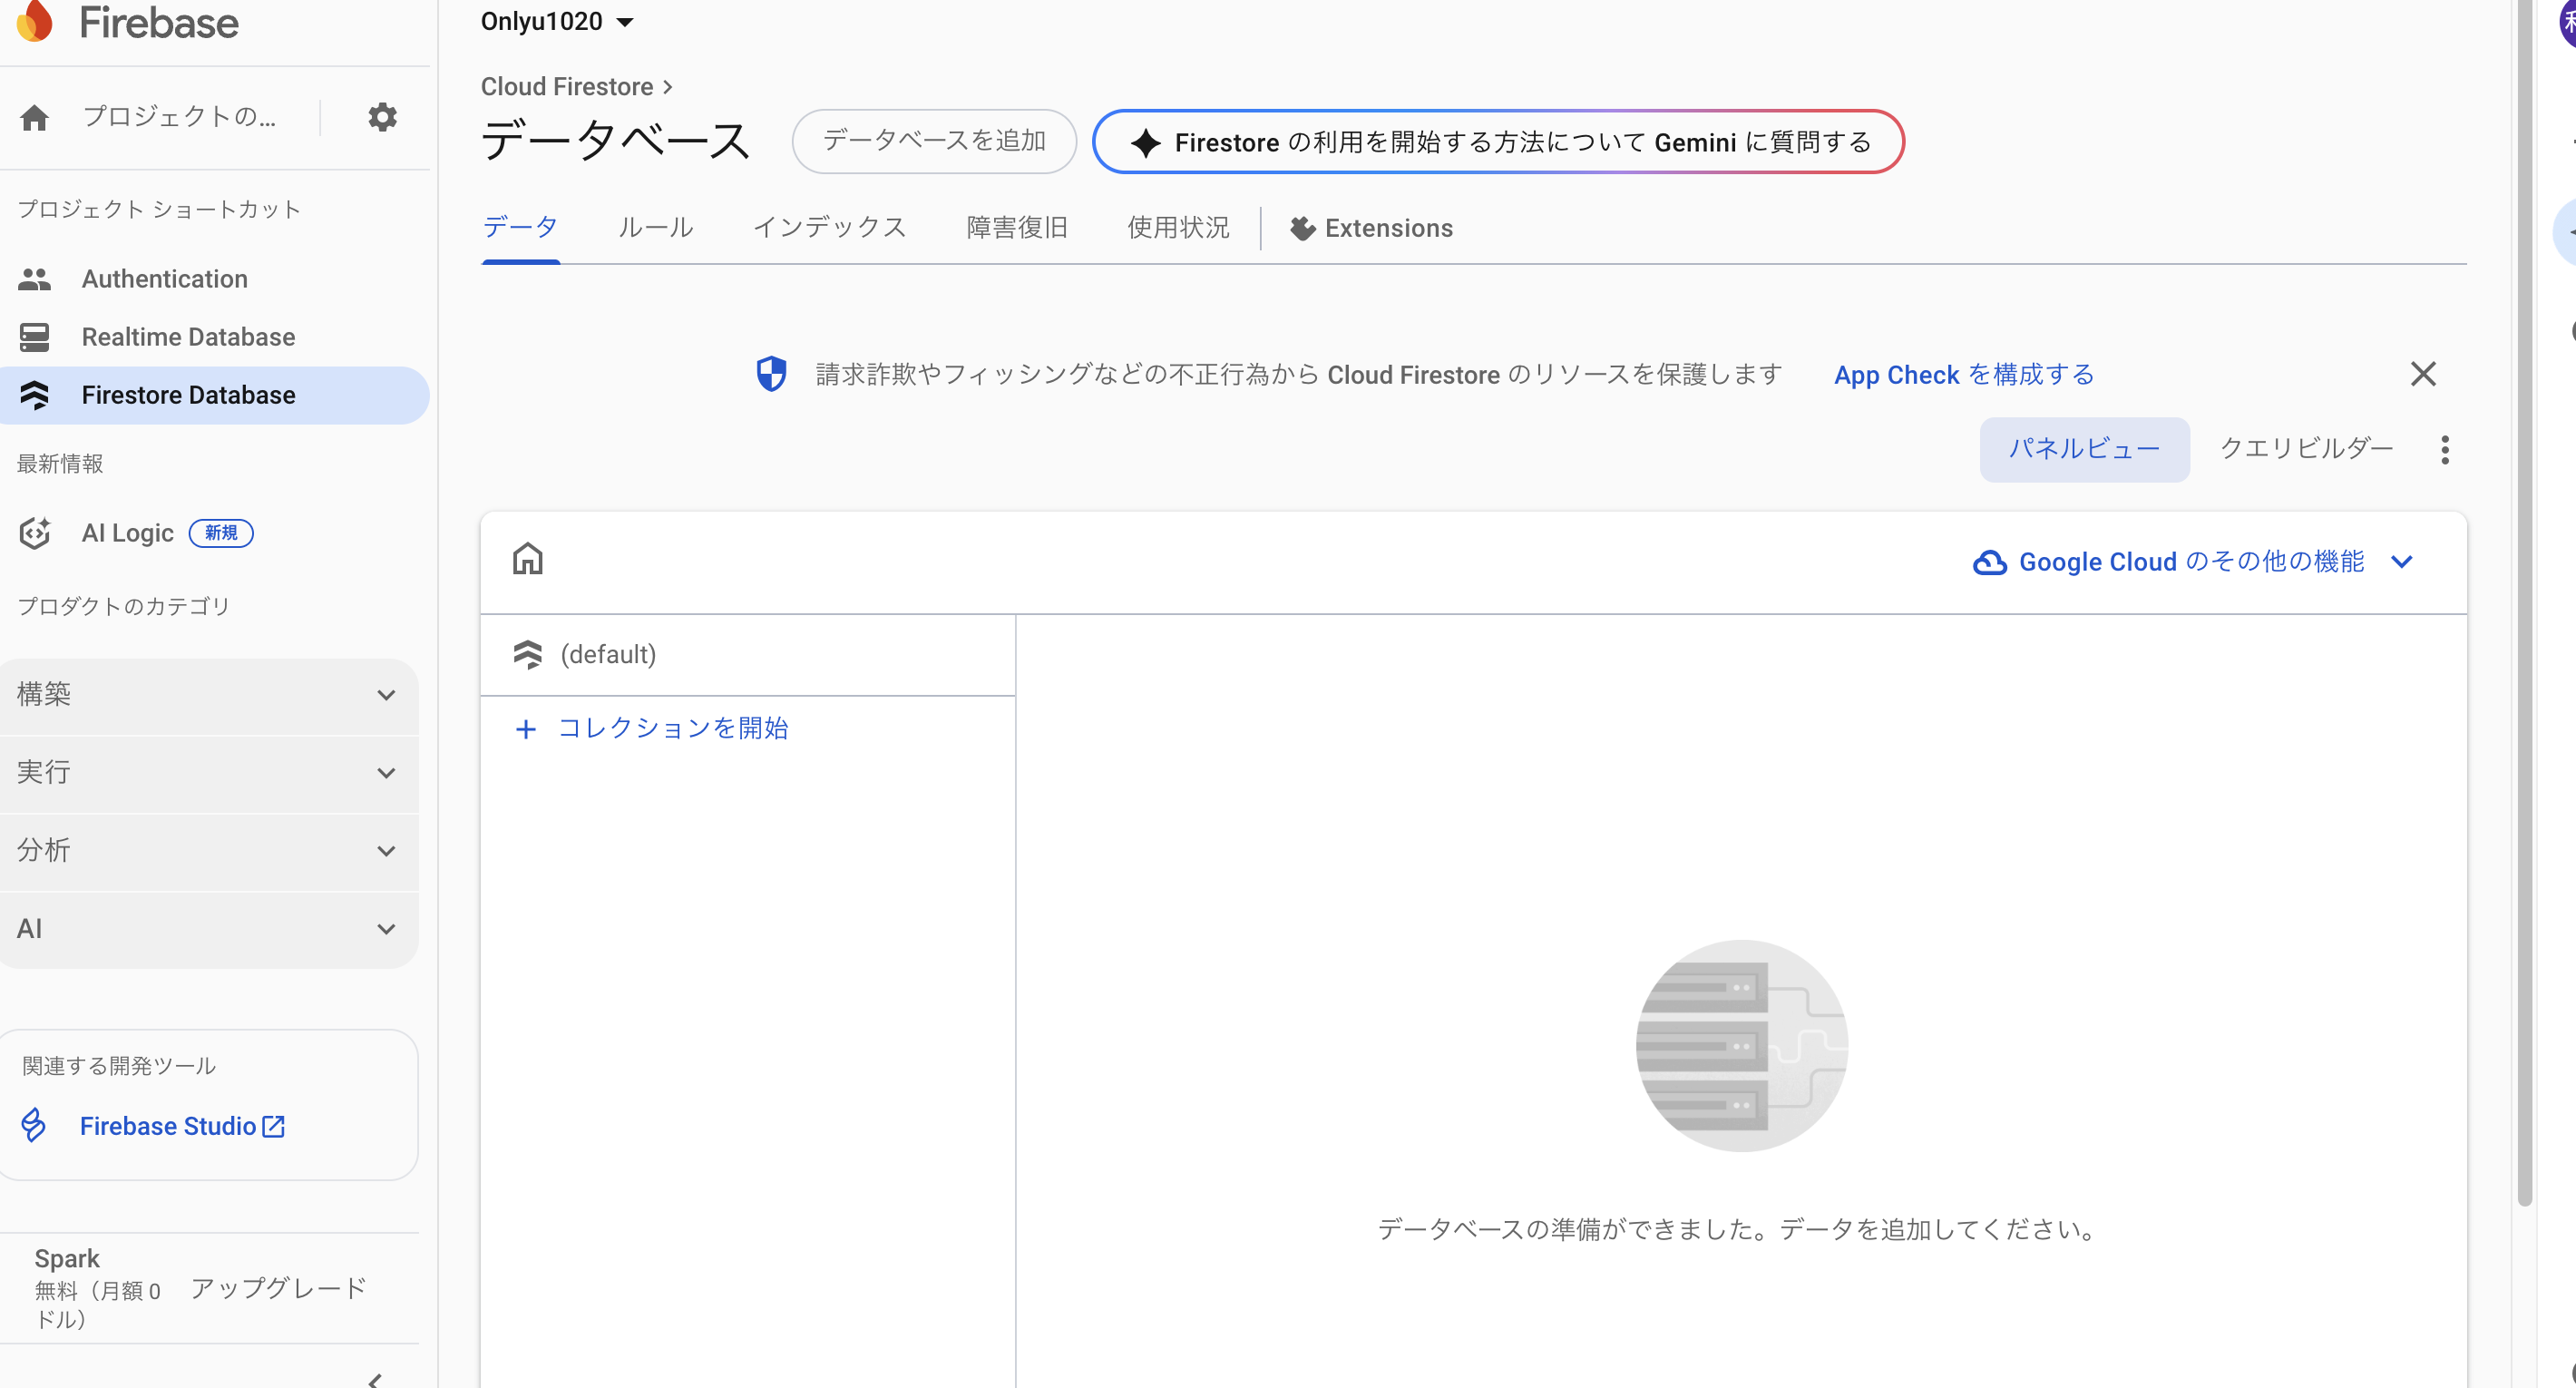 Firebase
プロジェクトの...
プロジェクト ショートカット
Authentication
Realtime Database
Firestore Database
最新情報
AI Logic 新規
プロダクトのカテゴリ
構築
実行
分析
AI
関連する開発ツール
Firebase Studio
Spark
無料（月額 0
ドル）
アップグレード
Onlyu1020
Cloud Firestore
データベース
データベースを追加
Firestore の利用を開始する方法について Gemini に質問する
データ ルール インデックス 障害復旧 使用状況 Extensions
請求詐欺やフィッシングなどの不正行為から Cloud Firestore のリソースを保護します App Check を構成する
パネルビュー クエリビルダー
Google Cloud のその他の機能
(default)
+ コレクションを開始
データベースの準備ができました。データを追加してください。